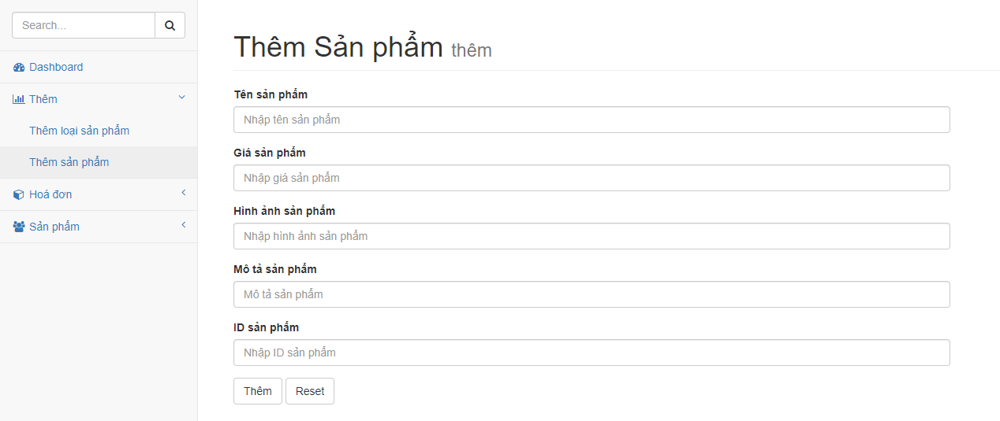 Search...
Dashboard
Thêm
Thêm loại sản phẩm
Thêm sản phẩm
Hoá đơn
Sản phẩm
Thêm Sản phẩm thêm
Tên sản phẩm
Nhập tên sản phẩm
Giá sản phẩm
Nhập giá sản phẩm
Hình ảnh sản phẩm
Nhập hình ảnh sản phẩm
Mô tả sản phẩm
Mô tả sản phẩm
ID sản phẩm
Nhập ID sản phẩm
Thêm Reset